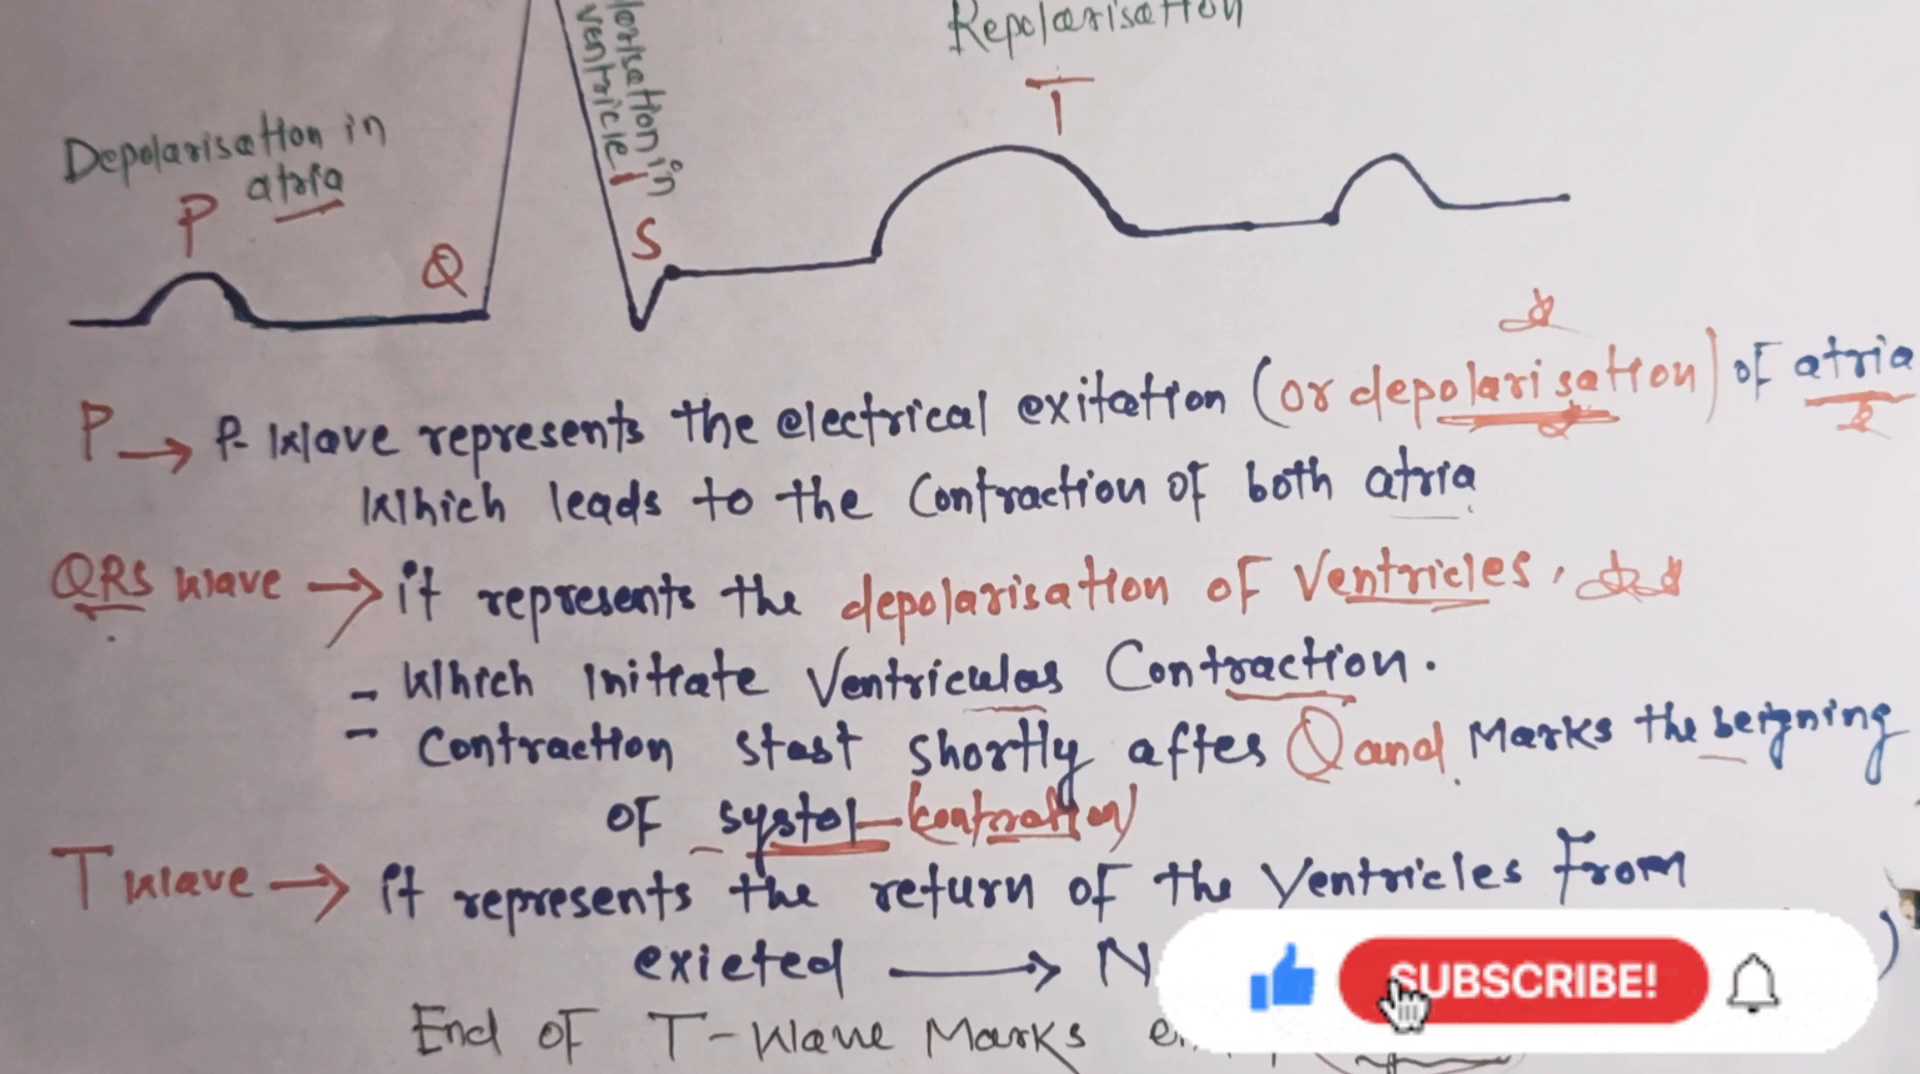 Repolarisation
lorisation in
ventricle
T
Depolarisation in
atria
P
Q
S
P → P- Wave represents the electrical exitation (or depolarisation) of atria
Which leads to the Contraction of both atria
QRS wave → it represents the depolarisation of Ventricles.
- Which initiate Ventricular Contraction.
- Contraction start shortly after Q and Marks the beigning
of systol - (contraction)
T wave → it represents the return of the Ventricles From
exieted → N )
SUBSCRIBE!
End OF T-Wave Marks